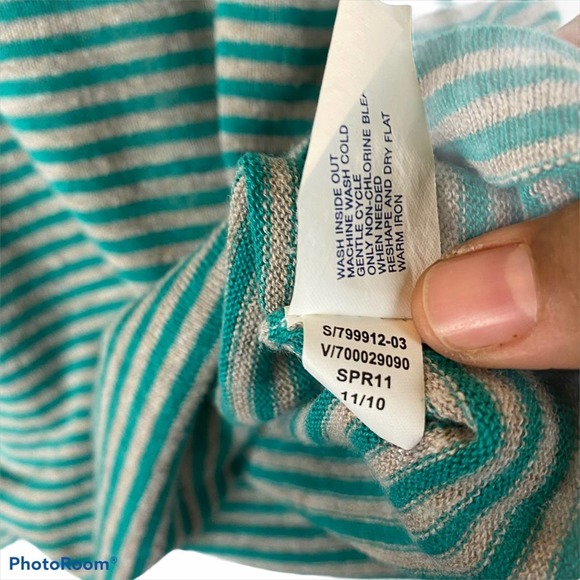 WASH INSIDE OUT
MACHINE WASH COLD
GENTLE CYCLE
ONLY NON-CHLORINE BLEA
WHEN NEEDED
RESHAPE AND DRY FLAT
WARM IRON
S/799912-03
V/700029090
SPR11
11/10
PhotoRoom